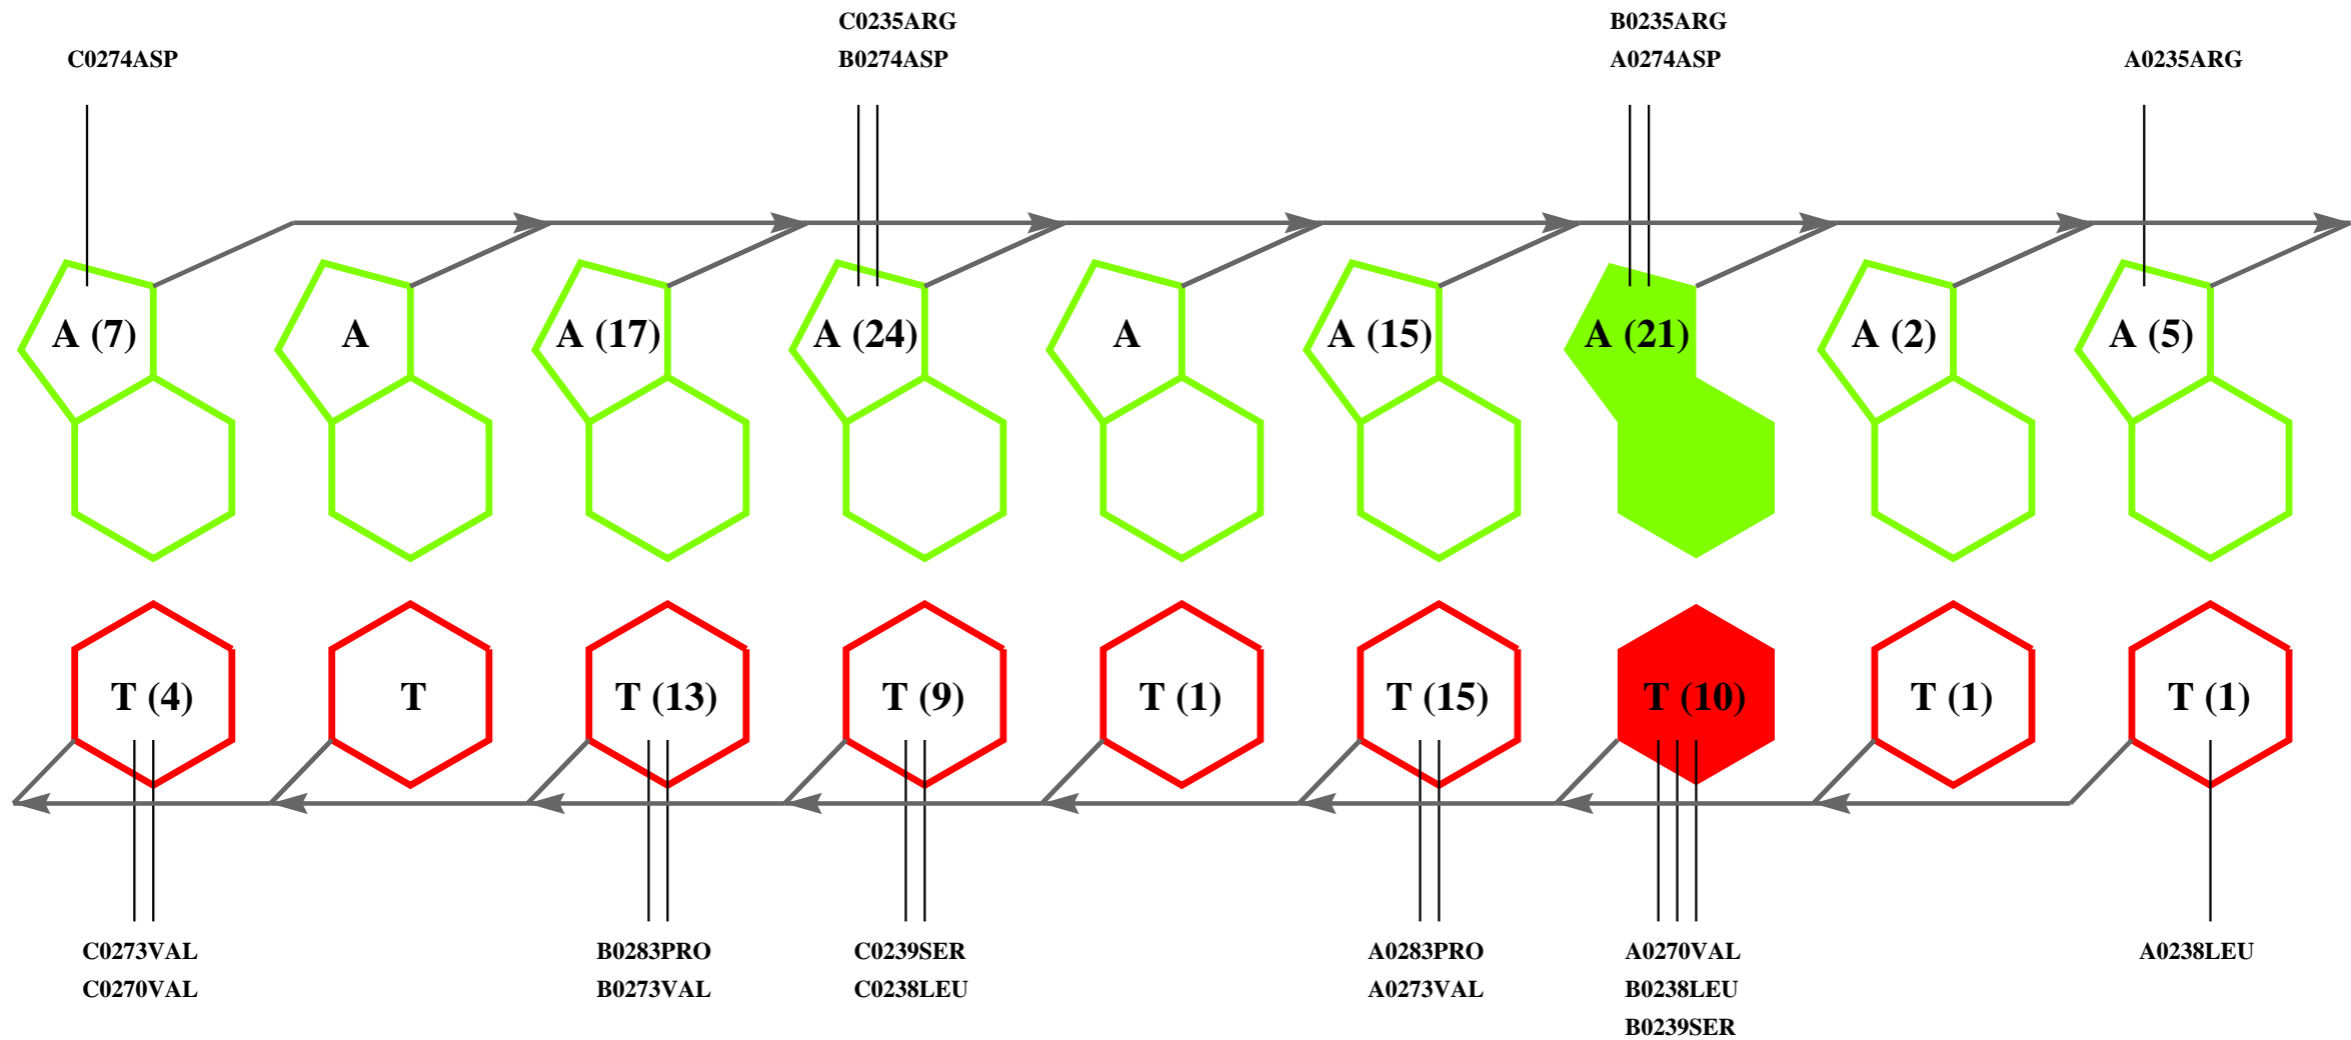 C0235ARG
B0235ARG
C0274ASP
B0274ASP
A0274ASP
A0235ARG
A (7)
A
A (17)
A (24)
A
A (15)
A (21)
A (2)
A (5)
T (4)
T
T (13)
T (9)
T (1)
T (15)
T (10)
T (1)
T (1)
C0273VAL
B0283PRO
C0239SER
A0283PRO
A0270VAL
A0238LEU
C0270VAL
B0273VAL
C0238LEU
A0273VAL
B0238LEU
B0239SER